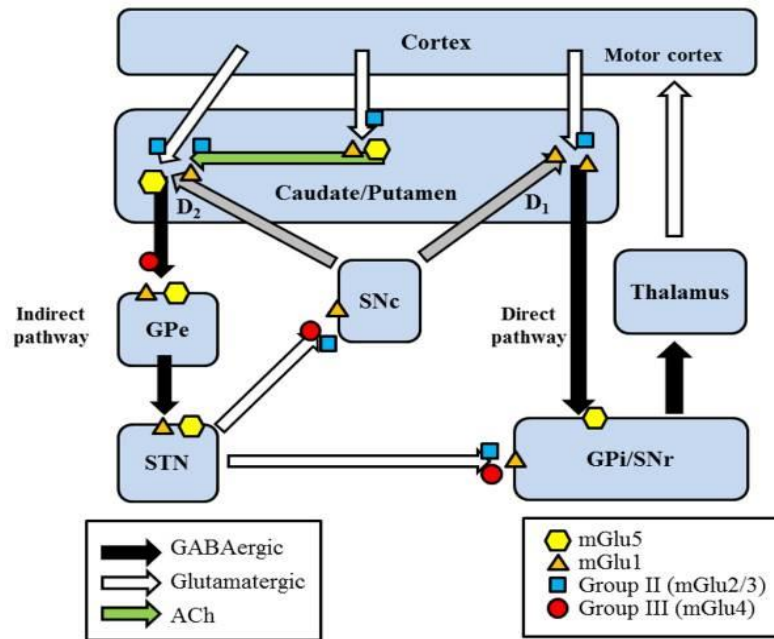 Cortex
Motor cortex
Caudate/Putamen
D2
D1
SNc
Thalamus
Indirect
pathway
GPe
Direct
pathway
STN
GPi/SNr
GABAergic
Glutamatergic
ACh
mGlu5
mGlu1
Group II (mGlu2/3)
Group III (mGlu4)